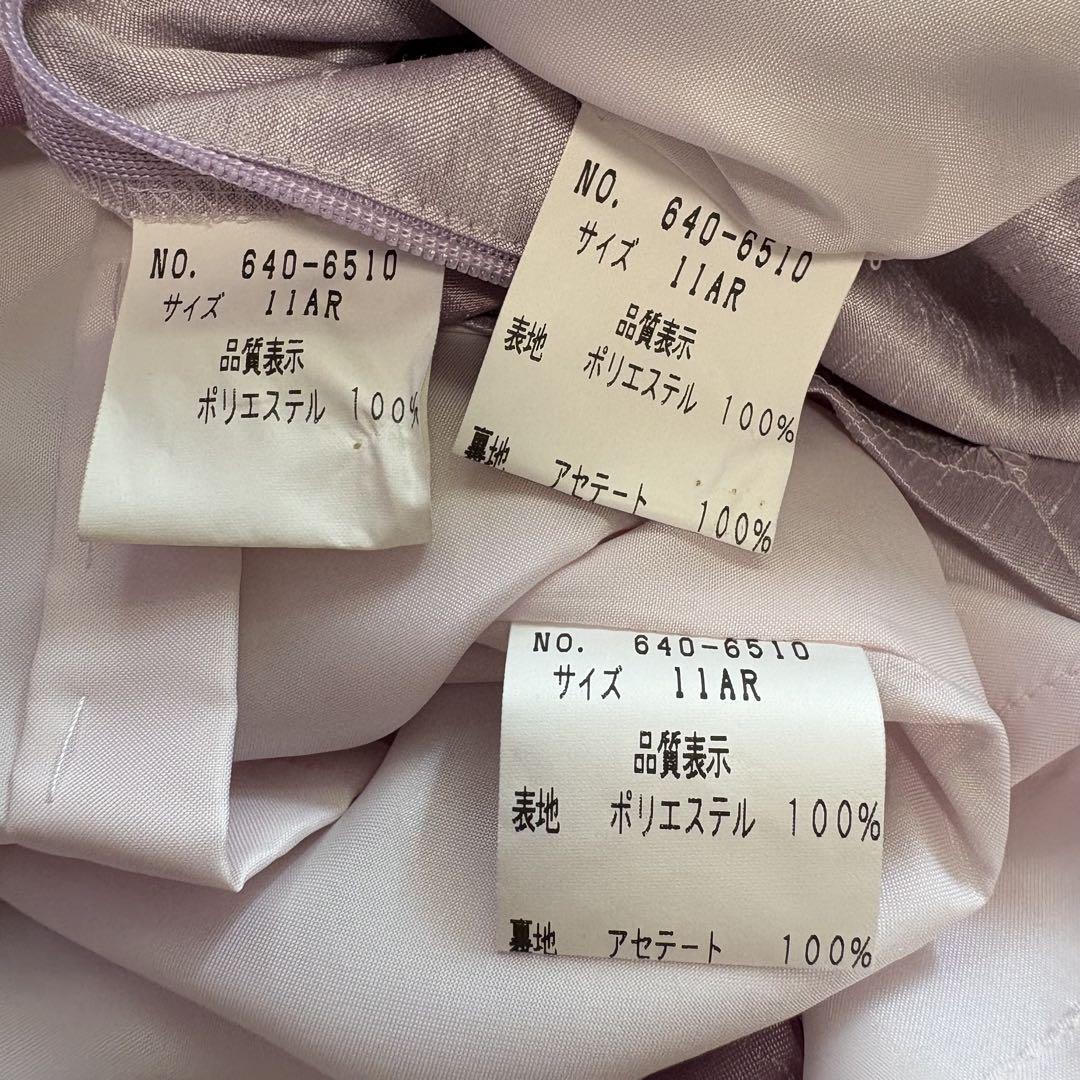 NO. 640-6510
サイズ 11AR
品質表示
ポリエステル 100%
NO. 640-6510
サイズ 11AR
品質表示
表地 ポリエステル 100%
裏地 アセテート 100%
NO. 640-6510
サイズ 11AR
品質表示
表地 ポリエステル 100%
裏地 アセテート 100%